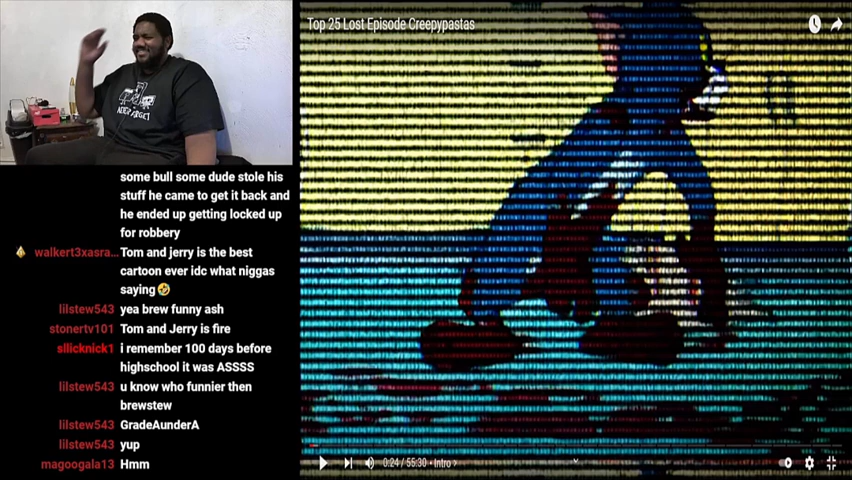 Top 25 Lost Episode Creepypastas
NEVER FORGET
some bull some dude stole his
stuff he came to get it back and
he ended up getting locked up
for robbery
walkert3xasra... Tom and jerry is the best
cartoon ever idc what niggas
saying🤣
lilstew543 yea brew funny ash
stonertv101 Tom and Jerry is fire
sllicknick1 i remember 100 days before
highschool it was ASSSS
lilstew543 u know who funnier then
brewstew
lilstew543 GradeAunderA
lilstew543 yup
magoogala13 Hmm
0:24 / 55:30 • Intro ›